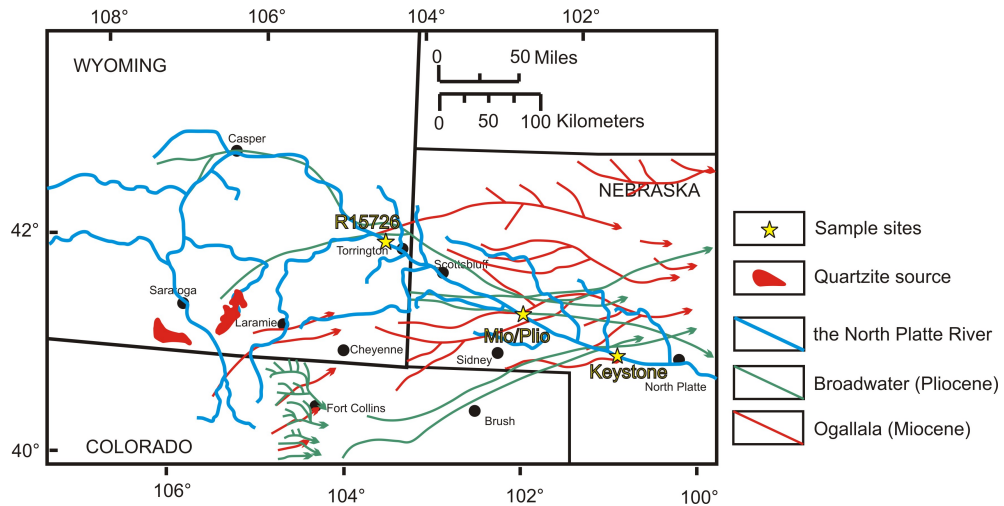 108°
106°
104°
102°
WYOMING
0
50 Miles
0
50
100 Kilometers
Casper
NEBRASKA
42°
R15726
Torrington
Scottsbluff
Saratoga
Laramie
Mio/Plio
Cheyenne
Sidney
Keystone
North Platte
Fort Collins
Brush
COLORADO
40°
106°
104°
102°
100°
Sample sites
Quartzite source
the North Platte River
Broadwater (Pliocene)
Ogallala (Miocene)